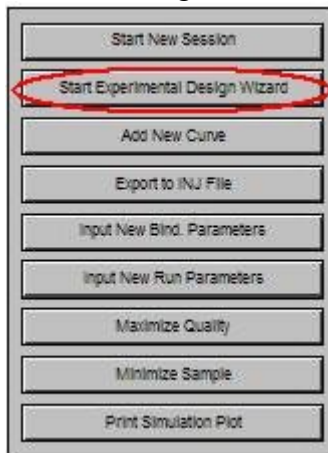 Start New Session
Start Experimental Design Wizard
Add New Curve
Export to INJ File
Input New Bind. Parameters
Input New Run Parameters
Maximize Quality
Minimize Sample
Print Simulation Plot